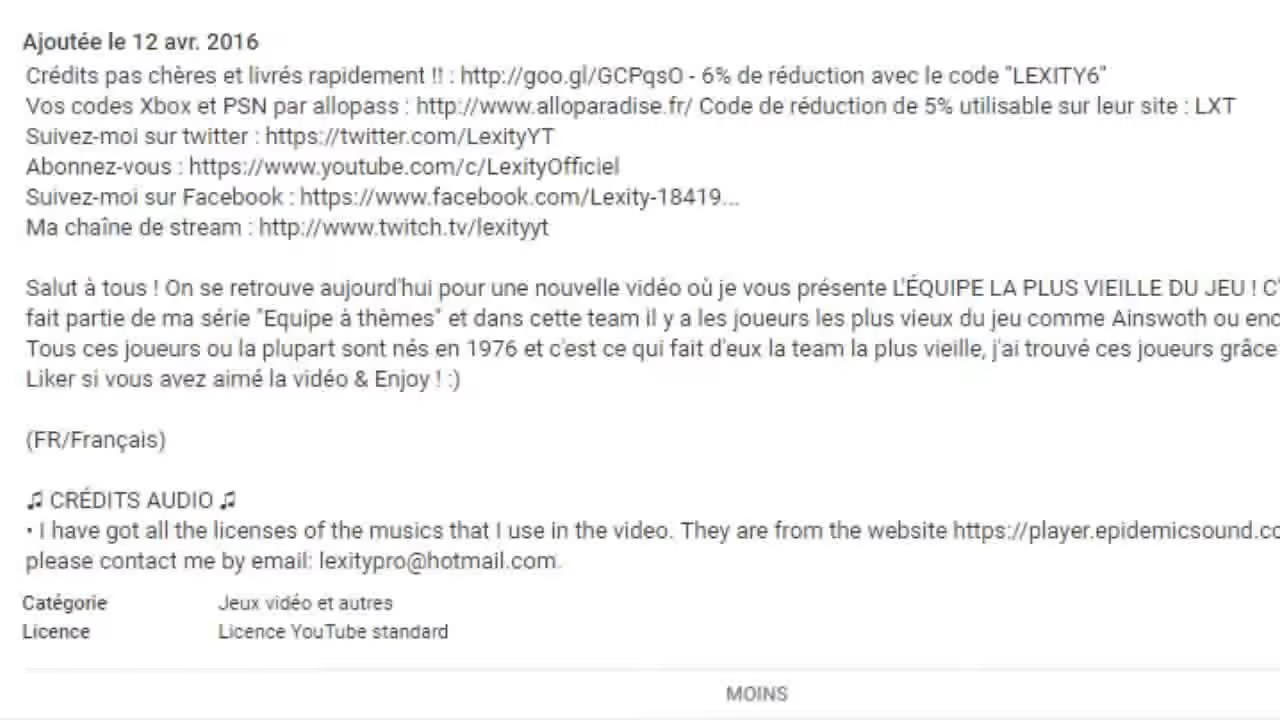 Ajoutée le 12 avr. 2016
Crédits pas chères et livrés rapidement !! : http://goo.gl/GCPqsO - 6% de réduction avec le code "LEXITY6"
Vos codes Xbox et PSN par allopass : http://www.alloparadise.fr/ Code de réduction de 5% utilisable sur leur site : LXT
Suivez-moi sur twitter : https://twitter.com/LexityYT
Abonnez-vous : https://www.youtube.com/c/LexityOfficiel
Suivez-moi sur Facebook : https://www.facebook.com/Lexity-18419...
Ma chaîne de stream : http://www.twitch.tv/lexityyt
Salut à tous ! On se retrouve aujourd'hui pour une nouvelle vidéo où je vous présente L'ÉQUIPE LA PLUS VIEILLE DU JEU !
fait partie de ma série "Equipe à thèmes" et dans cette team il y a les joueurs les plus vieux du jeu comme Ainswoth ou
Tous ces joueurs ou la plupart sont nés en 1976 et c'est ce qui fait d'eux la team la plus vieille, j'ai trouvé ces joueurs grâce
Liker si vous avez aimé la vidéo & Enjoy ! :)
(FR/Français)
♫ CRÉDITS AUDIO ♫
• I have got all the licenses of the musics that I use in the video. They are from the website https://player.epidemicsound.co
please contact me by email: lexitypro@hotmail.com.
Catégorie Jeux vidéo et autres
Licence Licence YouTube standard
MOINS